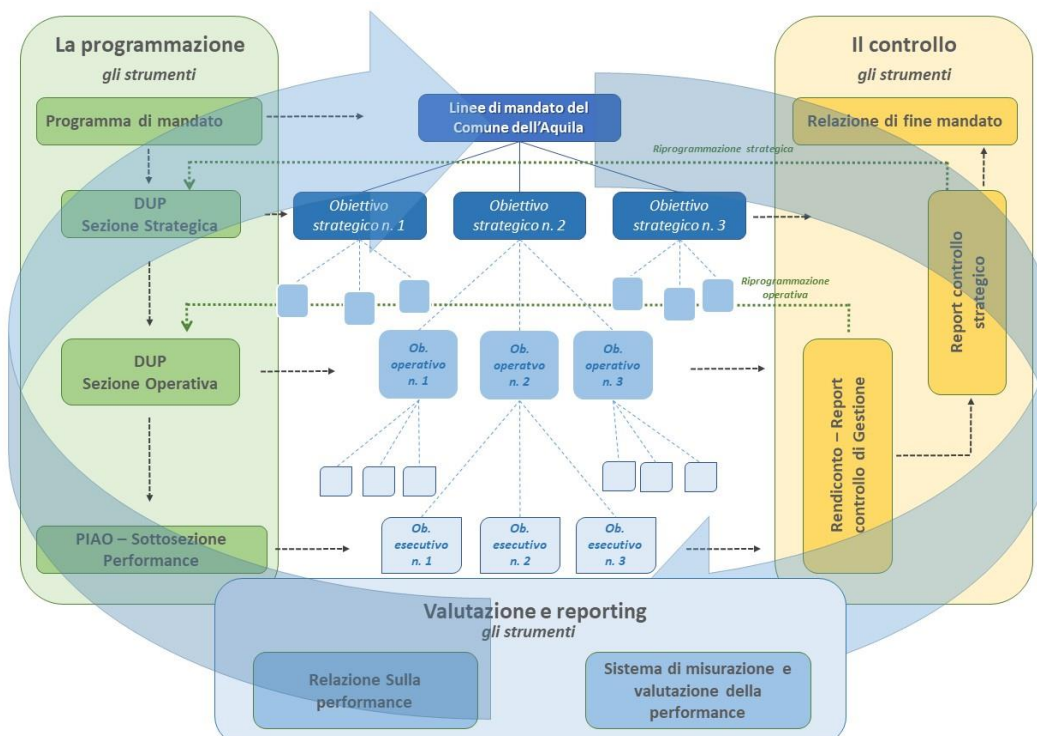 La programmazione
gli strumenti
Programma di mandato
DUP
Sezione Strategica
DUP
Sezione Operativa
PIAO – Sottosezione
Performance
Linee di mandato del
Comune dell'Aquila
Riprogrammazione strategica
Obiettivo
strategico n. 1
Obiettivo
strategico n. 2
Obiettivo
strategico n. 3
Riprogrammazione
operativa
Ob.
operativo
n. 1
Ob.
operatvo
n. 2
Ob.
operativo
n. 3
Ob.
esecutivo
n. 1
Ob.
esecutivo
n. 2
Ob.
esecutivo
n. 3
Il controllo
gli strumenti
Relazione di fine mandato
Report controllo
strategico
Rendiconto – Report
controllo di Gestione
Valutazione e reporting
gli strumenti
Relazione Sulla
performance
Sistema di misurazione e
valutazione della
performance